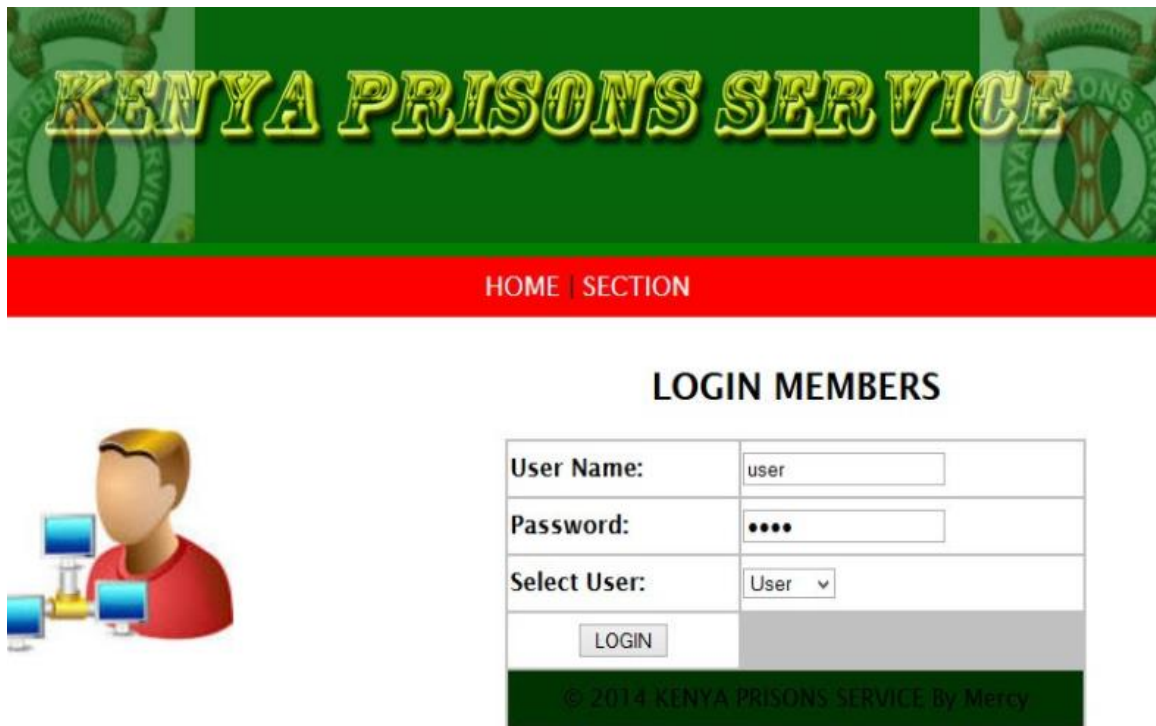 KENYA PRISONS SERVICE
HOME | SECTION
LOGIN MEMBERS
User Name: user
Password: ••••
Select User: User
LOGIN
© 2014 KENYA PRISONS SERVICE By Mercy